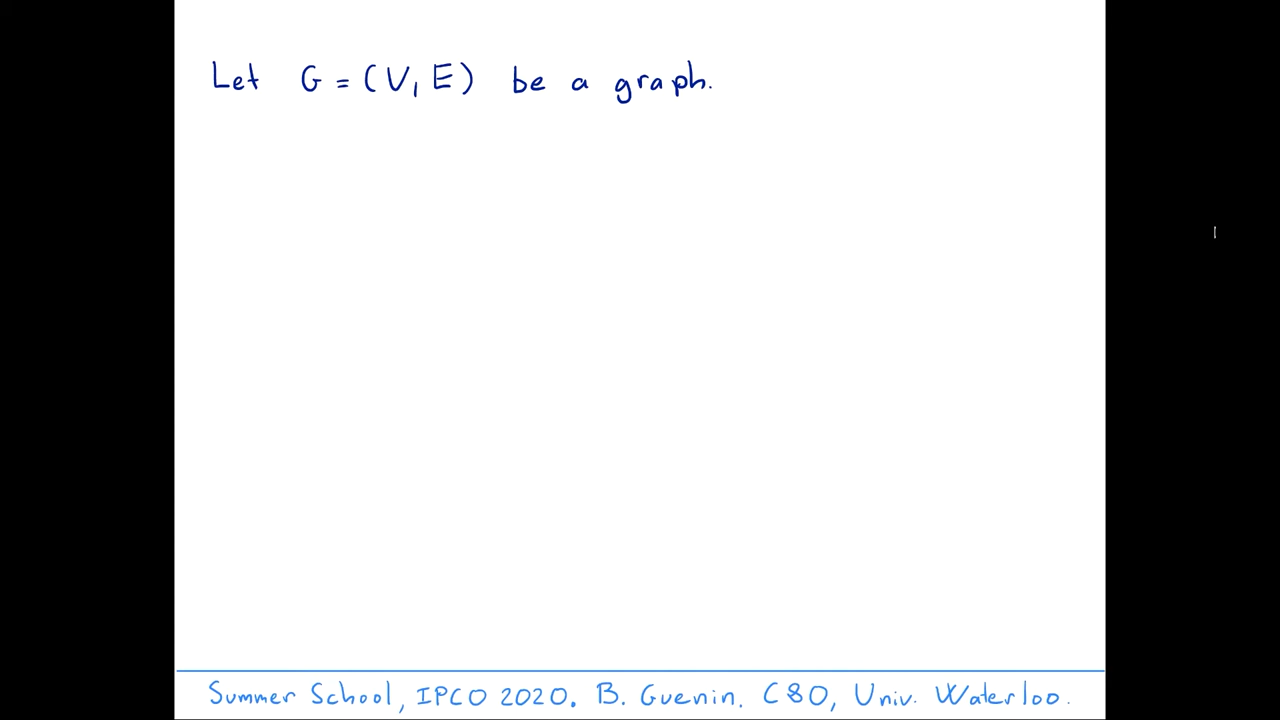 Let G = (V, E) be a graph.
Summer School, IPCO 2020. B. Guenin. C&O, Univ. Waterloo.